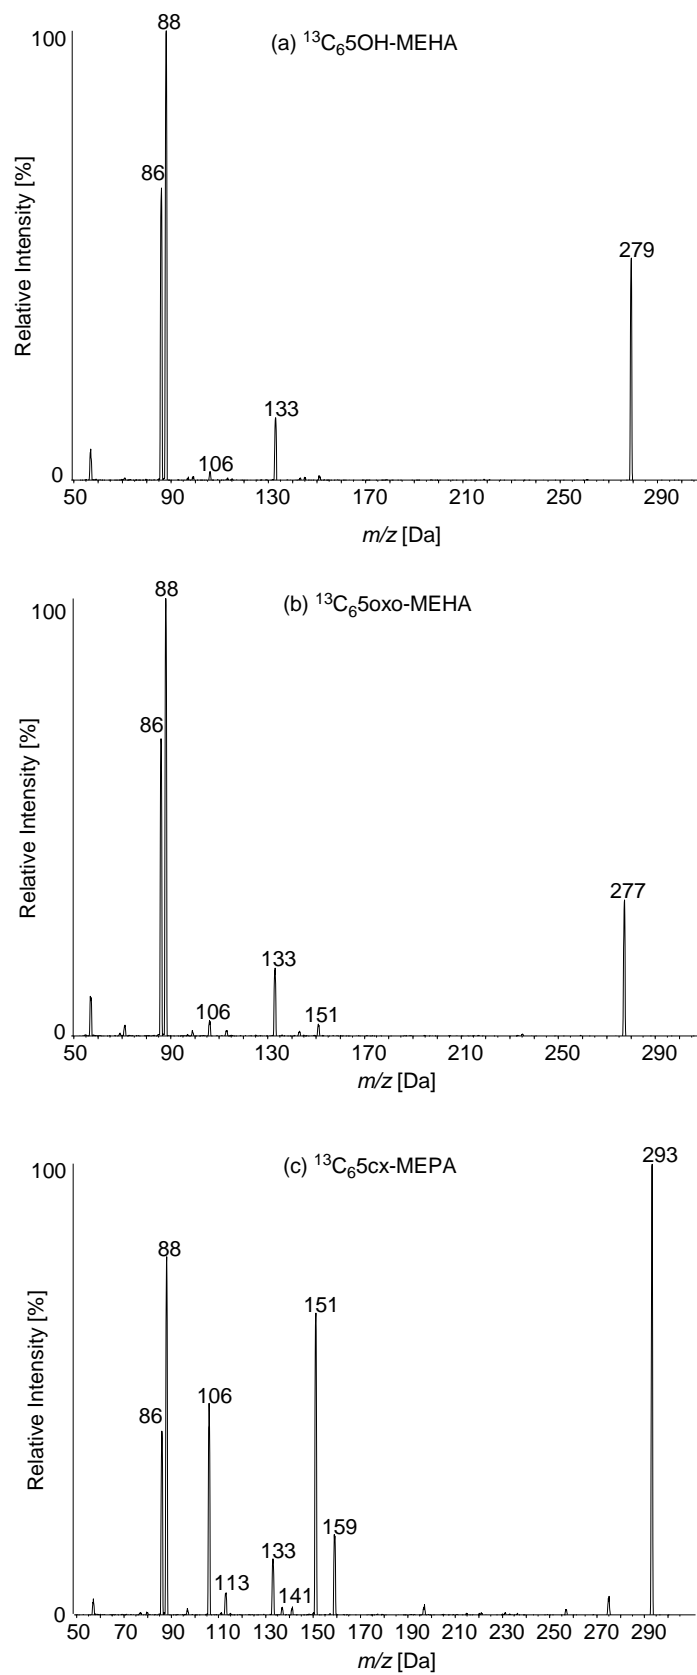 88
100
(a) ¹³C₆5OH-MEHA
86
279
Relative Intensity [%]
133
106
0
50 90 130 170 210 250 290
m/z [Da]
88
100
(b) ¹³C₆5oxo-MEHA
86
277
Relative Intensity [%]
133
106
151
0
50 90 130 170 210 250 290
m/z [Da]
293
100
(c) ¹³C₆5cx-MEPA
88
151
106
86
Relative Intensity [%]
159
133
113
141
0
50 70 90 110 130 150 170 190 210 230 250 270 290
m/z [Da]